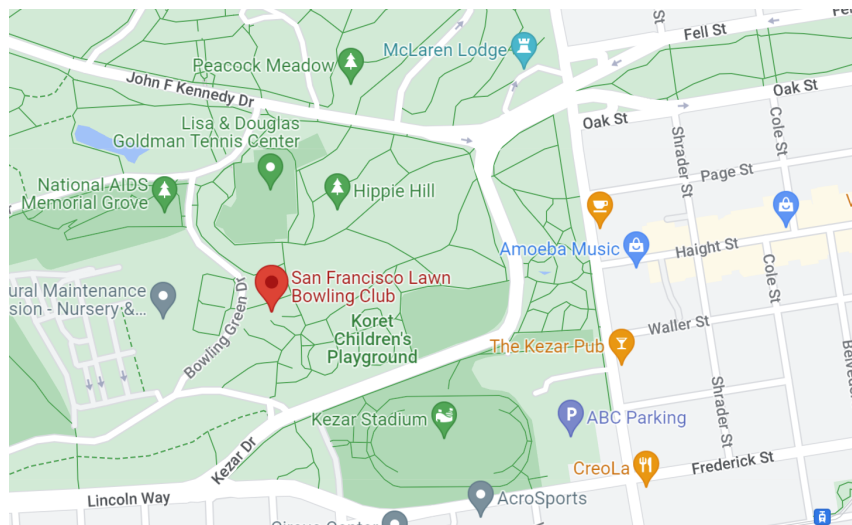 St
Fell St
McLaren Lodge
Peacock Meadow
John F Kennedy Dr
Oak St
Lisa & Douglas
Goldman Tennis Center
Oak St
Cole St
Shrader St
Page St
National AIDS
Memorial Grove
Hippie Hill
Amoeba Music
Haight St
San Francisco Lawn
Bowling Club
Cole St
ural Maintenance
sion - Nursery &...
Bowling Green Dr
Koret
Children's
Playground
Waller St
The Kezar Pub
Shrader St
Kezar Stadium
P
ABC Parking
Kezar Dr
CreoLa
Frederick St
Lincoln Way
AcroSports